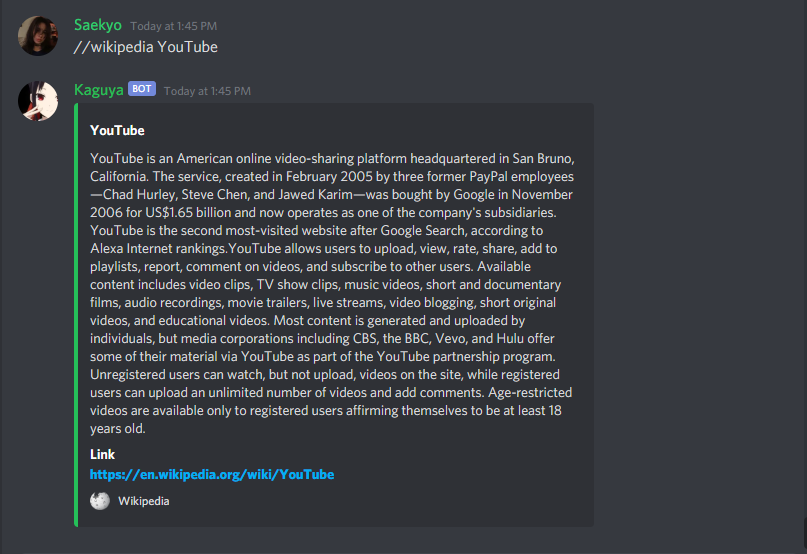 Saekyo Today at 1:45 PM
//wikipedia YouTube
Kaguya BOT Today at 1:45 PM
YouTube
YouTube is an American online video-sharing platform headquartered in San Bruno,
California. The service, created in February 2005 by three former PayPal employees
—Chad Hurley, Steve Chen, and Jawed Karim—was bought by Google in November
2006 for US$1.65 billion and now operates as one of the company's subsidiaries.
YouTube is the second most-visited website after Google Search, according to
Alexa Internet rankings.YouTube allows users to upload, view, rate, share, add to
playlists, report, comment on videos, and subscribe to other users. Available
content includes video clips, TV show clips, music videos, short and documentary
films, audio recordings, movie trailers, live streams, video blogging, short original
videos, and educational videos. Most content is generated and uploaded by
individuals, but media corporations including CBS, the BBC, Vevo, and Hulu offer
some of their material via YouTube as part of the YouTube partnership program.
Unregistered users can watch, but not upload, videos on the site, while registered
users can upload an unlimited number of videos and add comments. Age-restricted
videos are available only to registered users affirming themselves to be at least 18
years old.
Link
https://en.wikipedia.org/wiki/YouTube
Wikipedia